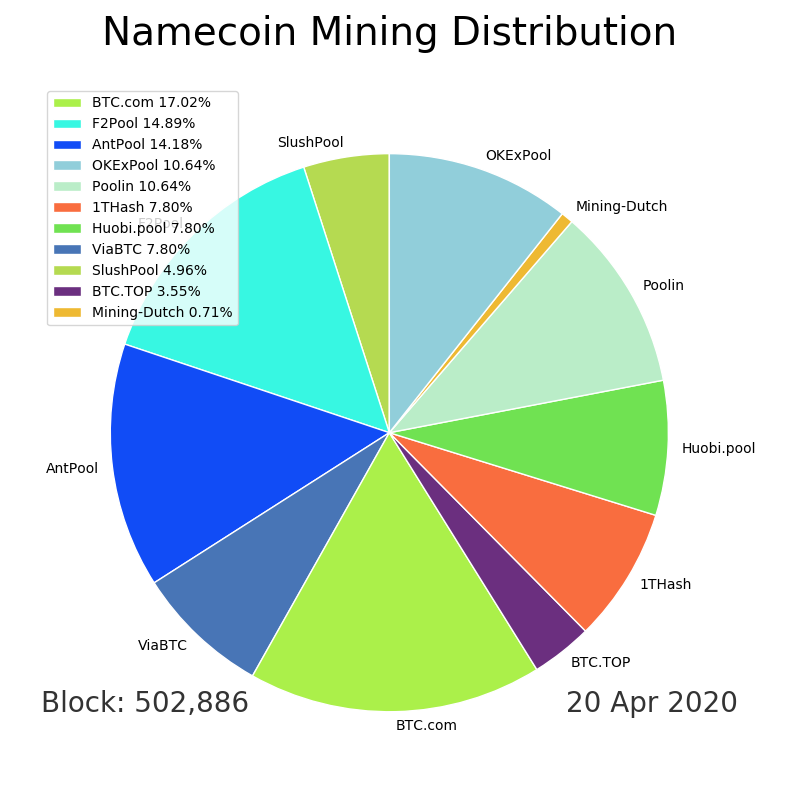 Namecoin Mining Distribution
BTC.com 17.02%
F2Pool 14.89%
AntPool 14.18%
OKExPool 10.64%
Poolin 10.64%
1THash 7.80%
Huobi.pool 7.80%
ViaBTC 7.80%
SlushPool 4.96%
BTC.TOP 3.55%
Mining-Dutch 0.71%
SlushPool
OKExPool
Mining-Dutch
F2Pool
Poolin
Huobi.pool
AntPool
1THash
ViaBTC
BTC.TOP
Block: 502,886
20 Apr 2020
BTC.com